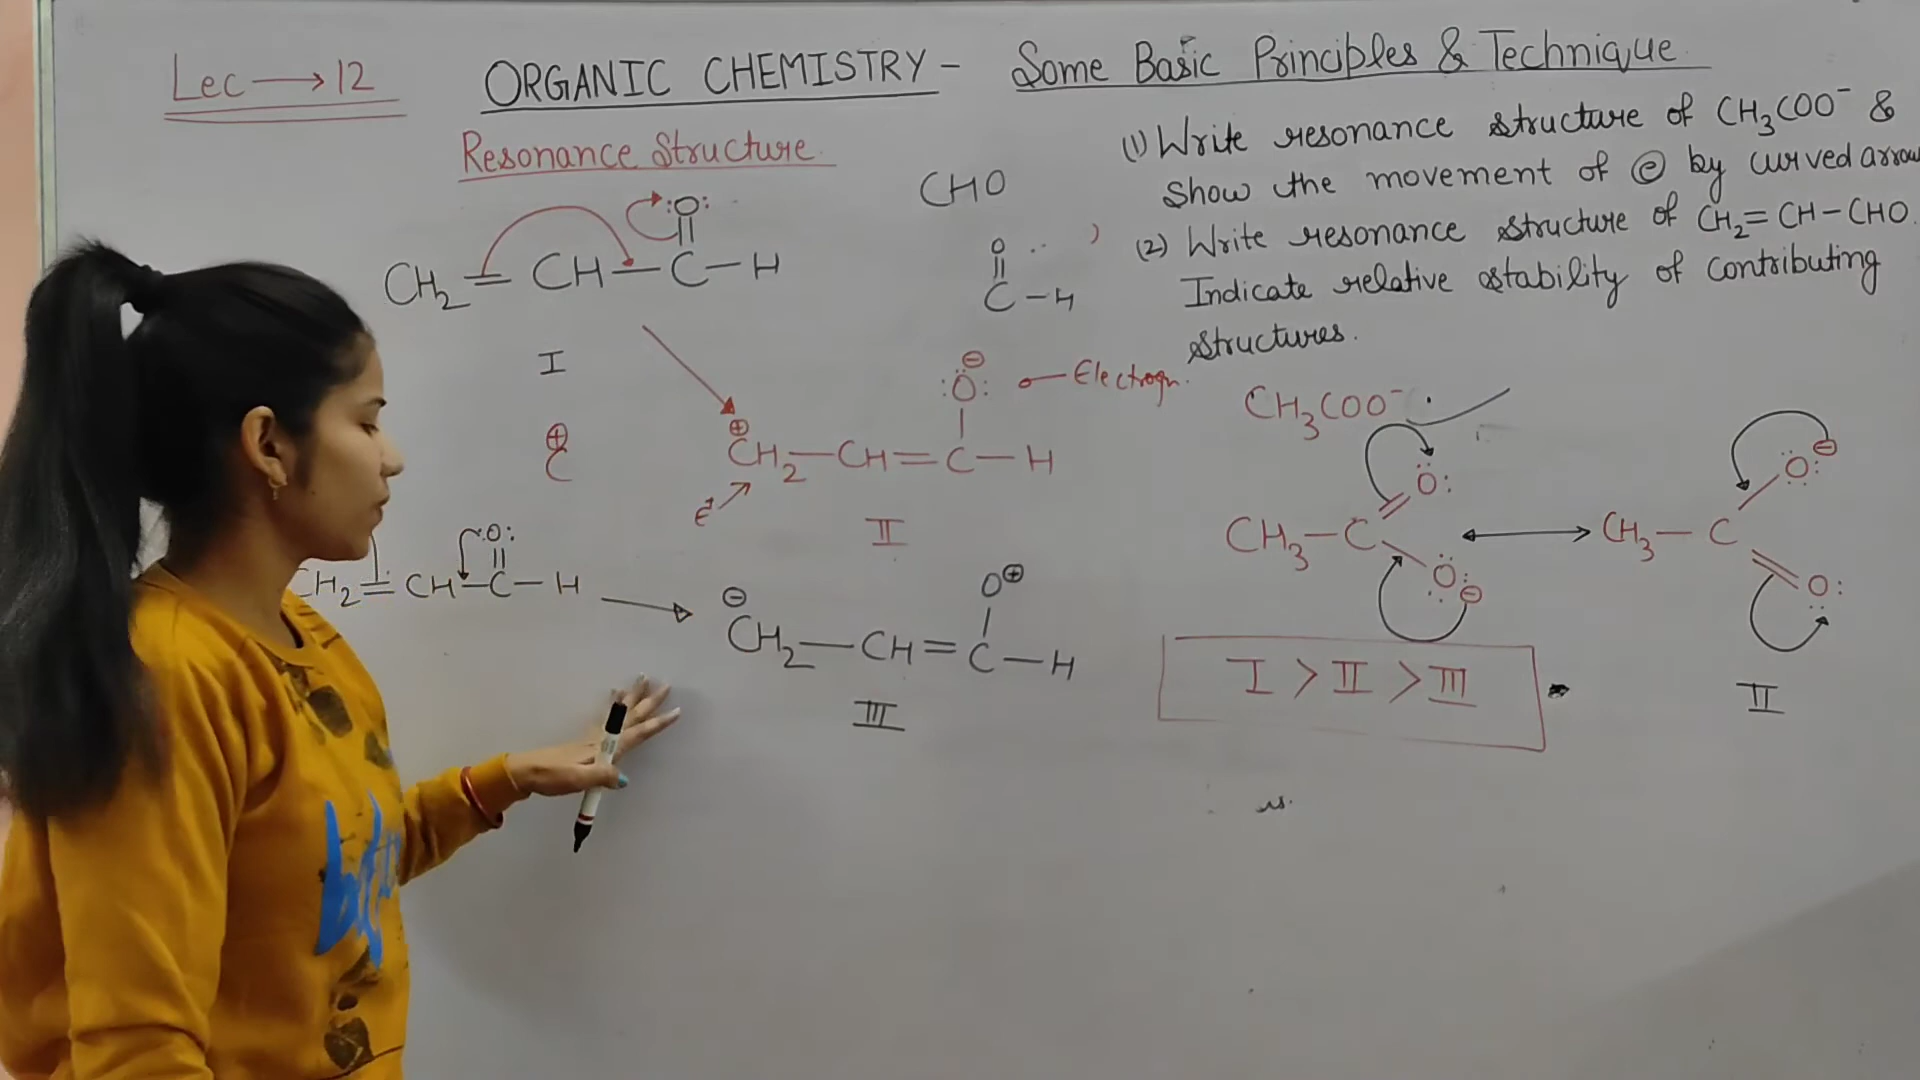 Lec → 12
ORGANIC CHEMISTRY – Some Basic Principles & Technique
Resonance Structure
(1) Write resonance structure of CH₃COO⁻ &
Show the movement of ⓔ by curved arrow
(2) Write resonance structure of CH₂=CH–CHO.
Indicate relative stability of contributing
structures.
CHO
O
C–H
:O:
CH₂=CH–C–H
I
⊕
C
⊖
:Ö: Electrogn.
⊕
CH₂–CH=C–H
II
:O:
CH₂=CH–C–H
O⊕
⊖
CH₂–CH=C–H
III
CH₃COO⁻
Ö:
CH₃–C
Ö:⊖
↔
Ö:⊖
CH₃–C
O:
I > II > III
II